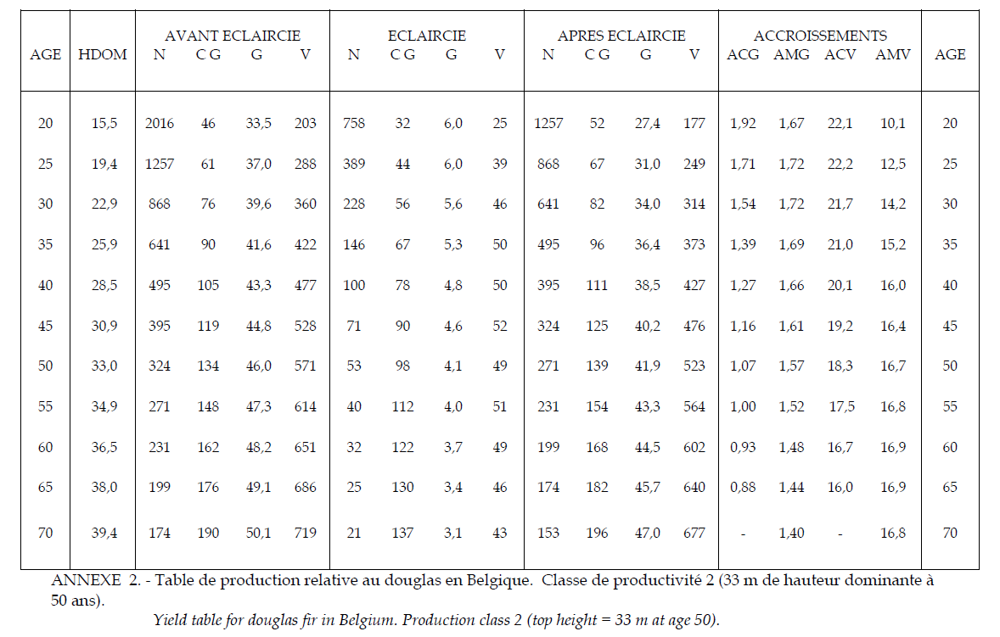 AVANT ECLAIRCIE ECLAIRCIE APRES ECLAIRCIE ACCROISSEMENTS
AGE HDOM N C G G V N C G G V N C G G V ACG AMG ACV AMV AGE
20 15,5 2016 46 33,5 203 758 32 6,0 25 1257 52 27,4 177 1,92 1,67 22,1 10,1 20
25 19,4 1257 61 37,0 288 389 44 6,0 39 868 67 31,0 249 1,71 1,72 22,2 12,5 25
30 22,9 868 76 39,6 360 228 56 5,6 46 641 82 34,0 314 1,54 1,72 21,7 14,2 30
35 25,9 641 90 41,6 422 146 67 5,3 50 495 96 36,4 373 1,39 1,69 21,0 15,2 35
40 28,5 495 105 43,3 477 100 78 4,8 50 395 111 38,5 427 1,27 1,66 20,1 16,0 40
45 30,9 395 119 44,8 528 71 90 4,6 52 324 125 40,2 476 1,16 1,61 19,2 16,4 45
50 33,0 324 134 46,0 571 53 98 4,1 49 271 139 41,9 523 1,07 1,57 18,3 16,7 50
55 34,9 271 148 47,3 614 40 112 4,0 51 231 154 43,3 564 1,00 1,52 17,5 16,8 55
60 36,5 231 162 48,2 651 32 122 3,7 49 199 168 44,5 602 0,93 1,48 16,7 16,9 60
65 38,0 199 176 49,1 686 25 130 3,4 46 174 182 45,7 640 0,88 1,44 16,0 16,9 65
70 39,4 174 190 50,1 719 21 137 3,1 43 153 196 47,0 677 - 1,40 - 16,8 70
ANNEXE 2. - Table de production relative au douglas en Belgique. Classe de productivité 2 (33 m de hauteur dominante à
50 ans).
Yield table for douglas fir in Belgium. Production class 2 (top height = 33 m at age 50).